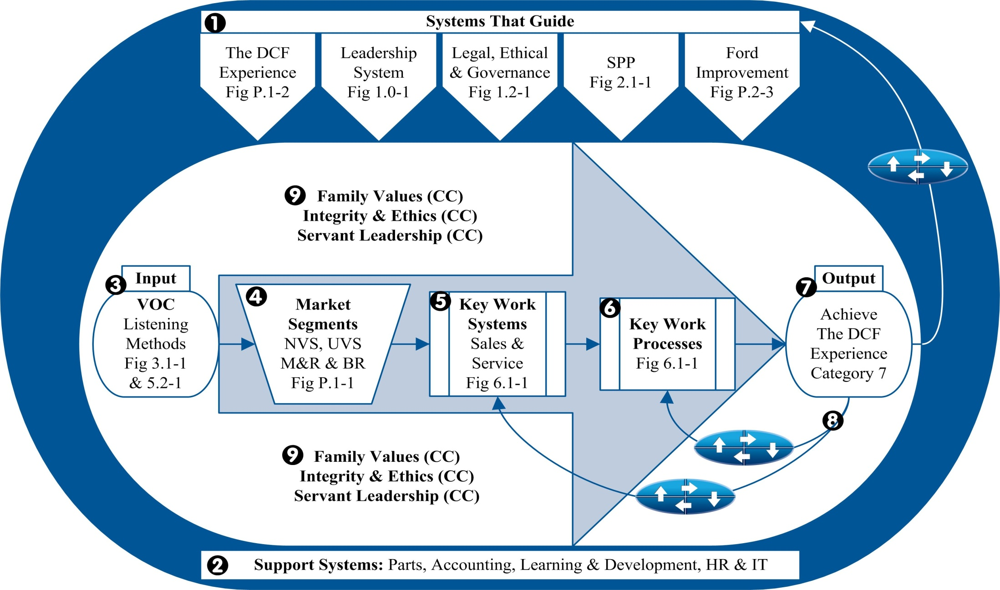 1 Systems That Guide
The DCF
Experience
Fig P.1-2
Leadership
System
Fig 1.0-1
Legal, Ethical
& Governance
Fig 1.2-1
SPP
Fig 2.1-1
Ford
Improvement
Fig P.2-3
9 Family Values (CC)
Integrity & Ethics (CC)
Servant Leadership (CC)
3 Input
VOC
Listening
Methods
Fig 3.1-1
& 5.2-1
4 Market
Segments
NVS, UVS
M&R & BR
Fig P.1-1
5 Key Work
Systems
Sales &
Service
Fig 6.1-1
6 Key Work
Processes
Fig 6.1-1
7 Output
Achieve
The DCF
Experience
Category 7
8
9 Family Values (CC)
Integrity & Ethics (CC)
Servant Leadership (CC)
2 Support Systems: Parts, Accounting, Learning & Development, HR & IT